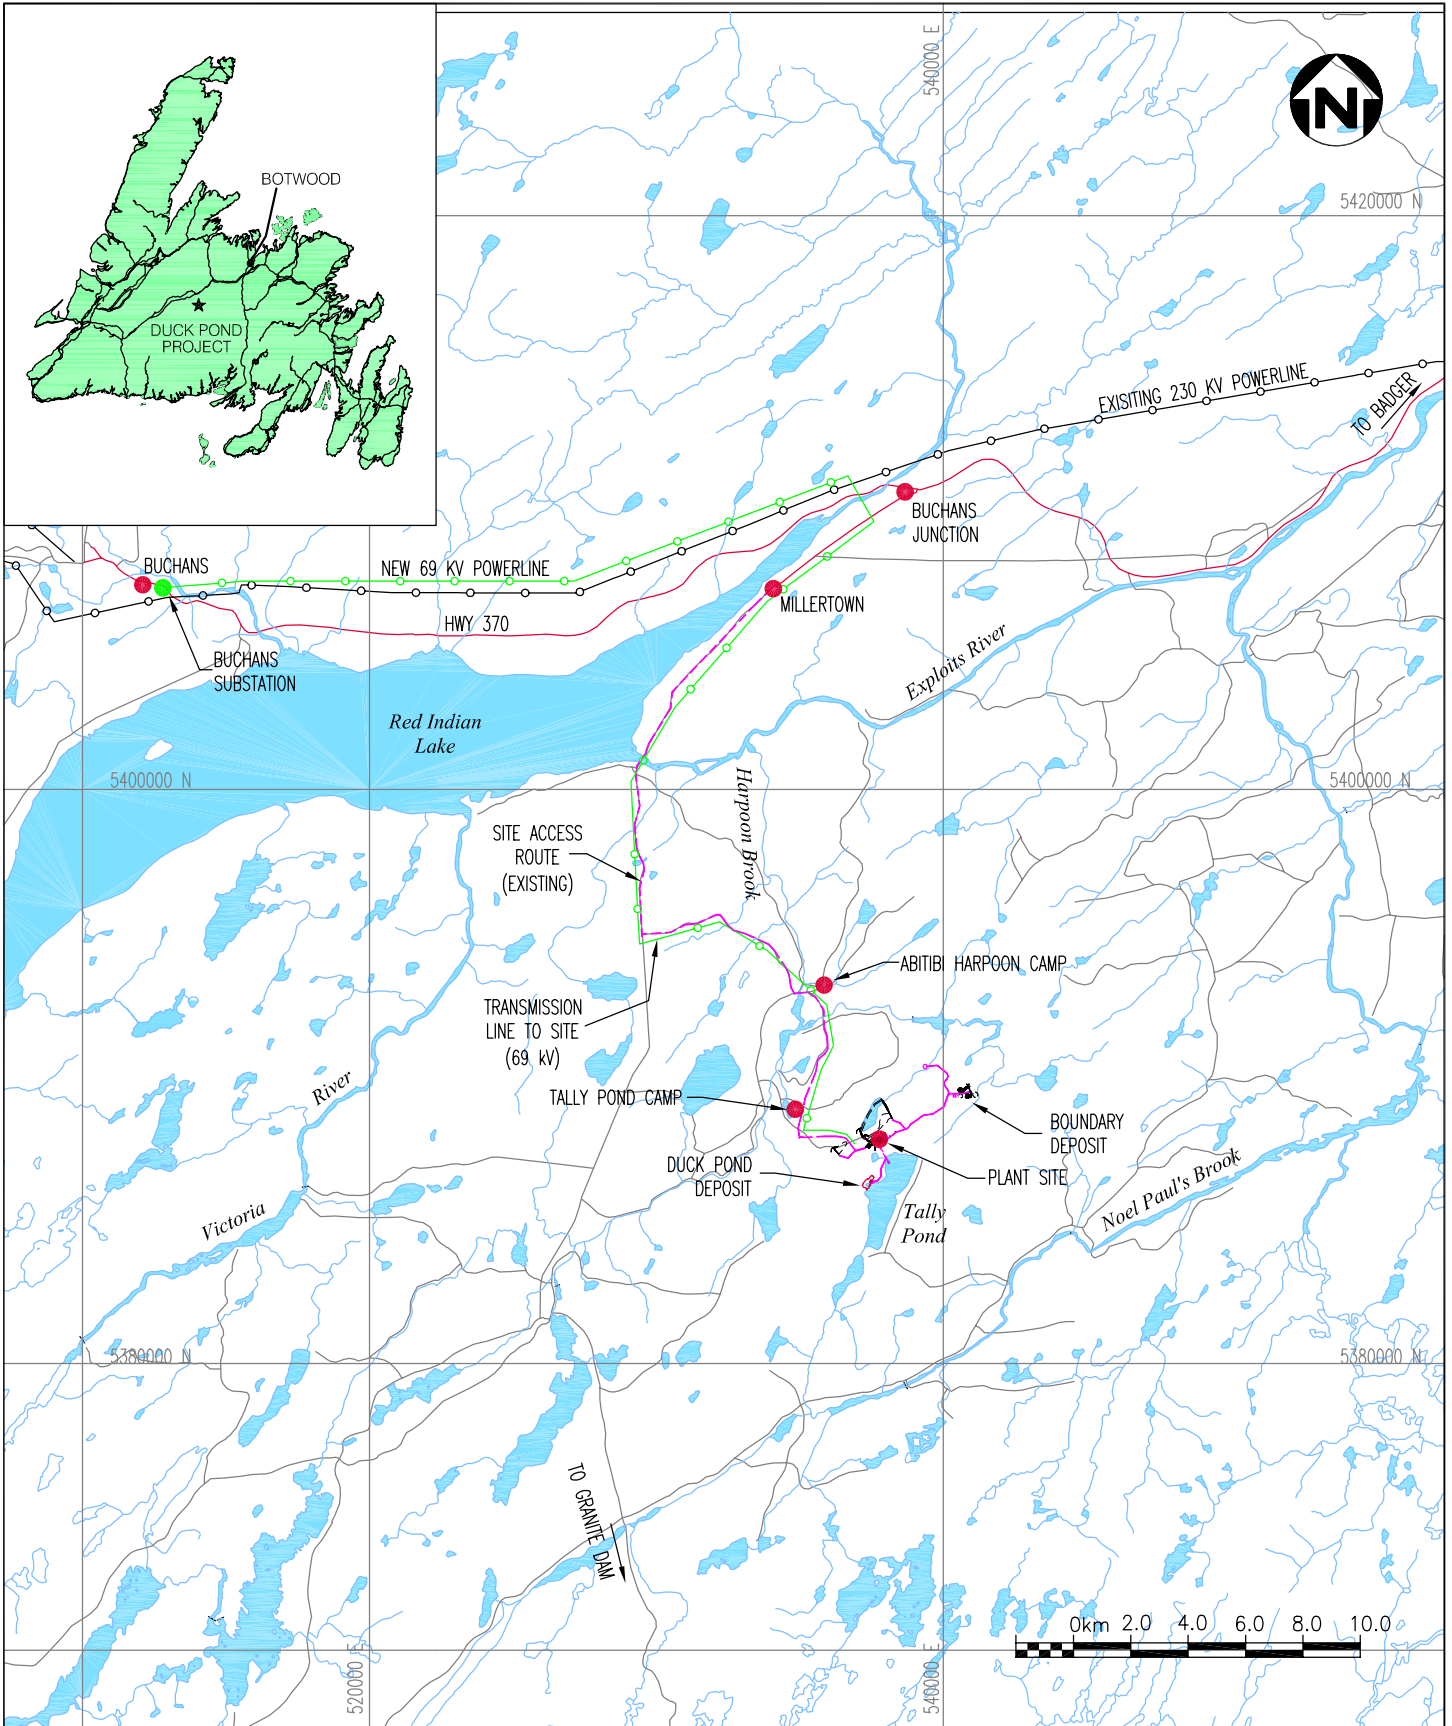 540000 E
N
5420000 N
BOTWOOD
DUCK POND
PROJECT
EXISITING 230 KV POWERLINE
TO BADGER
BUCHANS
JUNCTION
BUCHANS
NEW 69 KV POWERLINE
MILLERTOWN
HWY 370
BUCHANS
SUBSTATION
Exploits River
Red Indian
Lake
5400000 N
5400000 N
Harpoon Brook
SITE ACCESS
ROUTE
(EXISTING)
ABITIBI HARPOON CAMP
TRANSMISSION
LINE TO SITE
(69 kV)
River
TALLY POND CAMP
BOUNDARY
DEPOSIT
DUCK POND
DEPOSIT
PLANT SITE
Noel Paul's Brook
Victoria
Tally
Pond
5380000 N
5380000 N
TO GRANITE DAM
0km 2.0 4.0 6.0 8.0 10.0
520000 E
540000 E